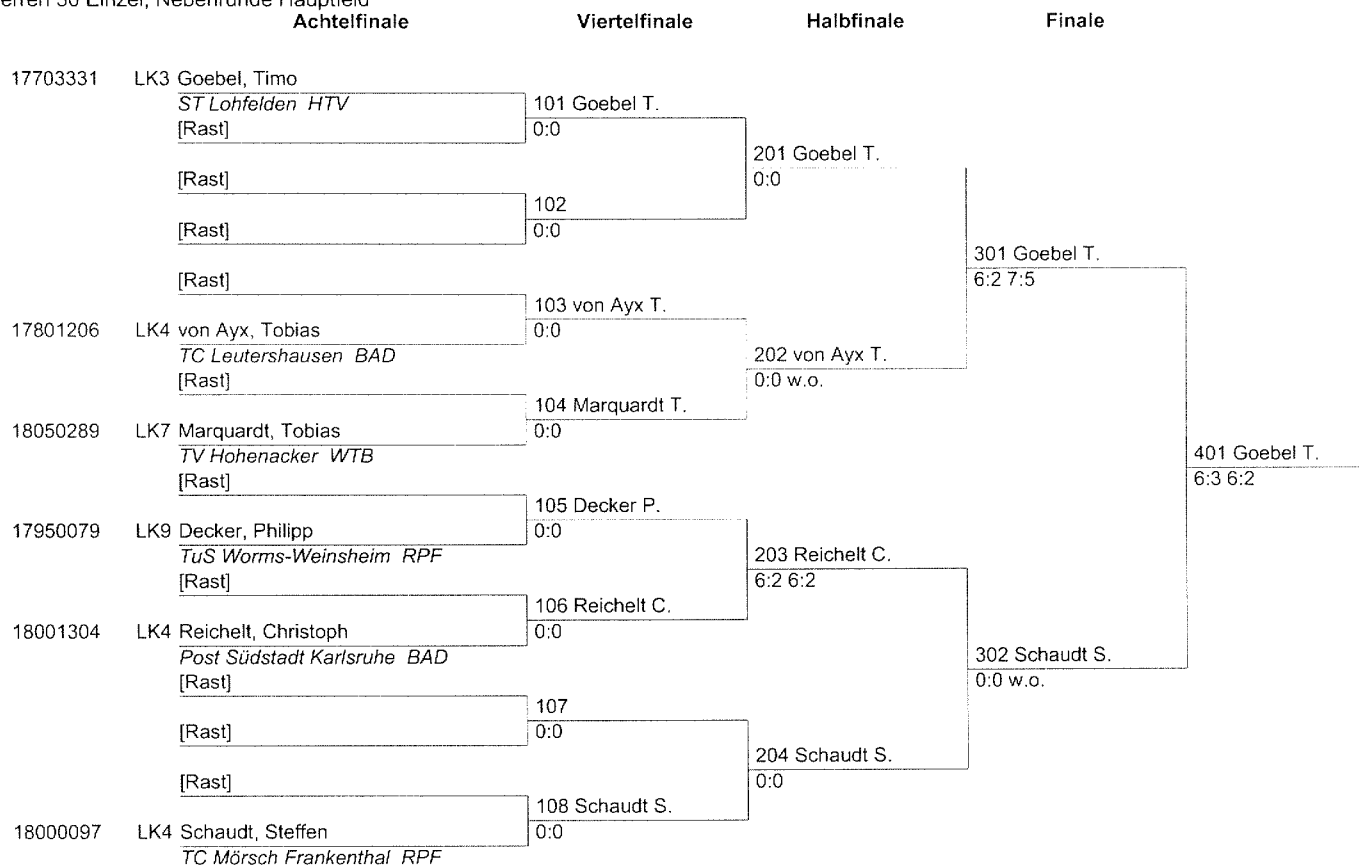 Einzel, Nebenrunde Hauptfeld
Achtelfinale Viertelfinale Halbfinale Finale
17703331 LK3 Goebel, Timo
ST Lohfelden HTV 101 Goebel T.
[Rast] 0:0
201 Goebel T.
[Rast] 0:0
102
[Rast] 0:0
301 Goebel T.
[Rast] 6:2 7:5
103 von Ayx T.
17801206 LK4 von Ayx, Tobias 0:0
TC Leutershausen BAD 202 von Ayx T.
[Rast] 0:0 w.o.
104 Marquardt T.
18050289 LK7 Marquardt, Tobias 0:0
TV Hohenacker WTB 401 Goebel T.
[Rast] 6:3 6:2
105 Decker P.
17950079 LK9 Decker, Philipp 0:0
TuS Worms-Weinsheim RPF 203 Reichelt C.
[Rast] 6:2 6:2
106 Reichelt C.
18001304 LK4 Reichelt, Christoph 0:0
Post Südstadt Karlsruhe BAD 302 Schaudt S.
[Rast] 0:0 w.o.
107
[Rast] 0:0
204 Schaudt S.
[Rast] 0:0
108 Schaudt S.
18000097 LK4 Schaudt, Steffen 0:0
TC Mörsch Frankenthal RPF